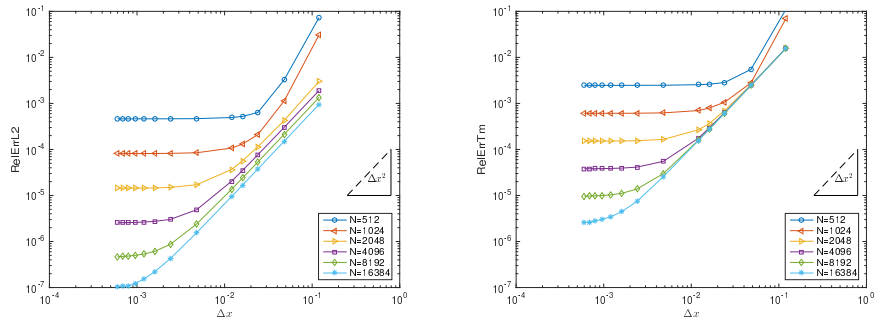 10^-1
10^-2
10^-3
10^-4
10^-5
10^-6
10^-7
RelErrL2
10^-4
10^-3
10^-2
10^-1
10^0
Δx
Δx^2
N=512
N=1024
N=2048
N=4096
N=8192
N=16384
10^-1
10^-2
10^-3
10^-4
10^-5
10^-6
10^-7
RelErrTm
10^-4
10^-3
10^-2
10^-1
10^0
Δx
Δx^2
N=512
N=1024
N=2048
N=4096
N=8192
N=16384